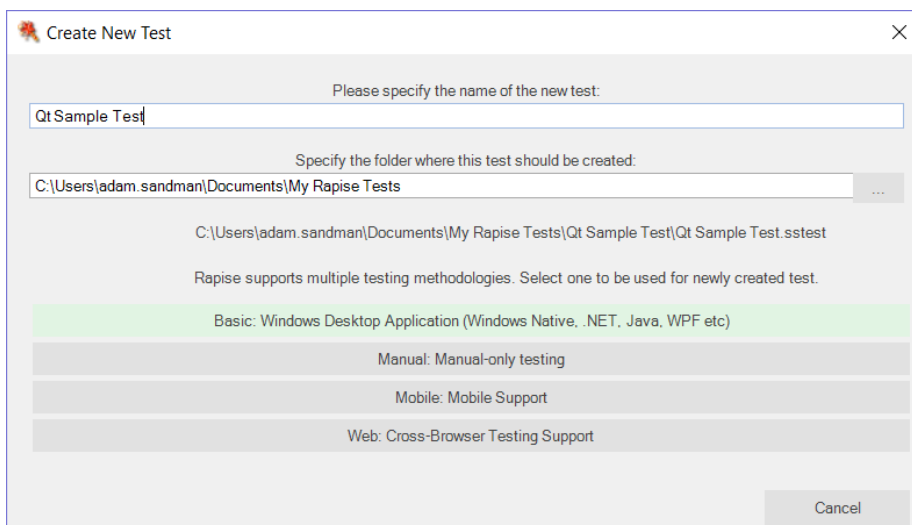 Create New Test
Please specify the name of the new test:
Qt Sample Test
Specify the folder where this test should be created:
C:\Users\adam.sandman\Documents\My Rapise Tests
...
C:\Users\adam.sandman\Documents\My Rapise Tests\Qt Sample Test\Qt Sample Test.sstest
Rapise supports multiple testing methodologies. Select one to be used for newly created test.
Basic: Windows Desktop Application (Windows Native, .NET, Java, WPF etc)
Manual: Manual-only testing
Mobile: Mobile Support
Web: Cross-Browser Testing Support
Cancel